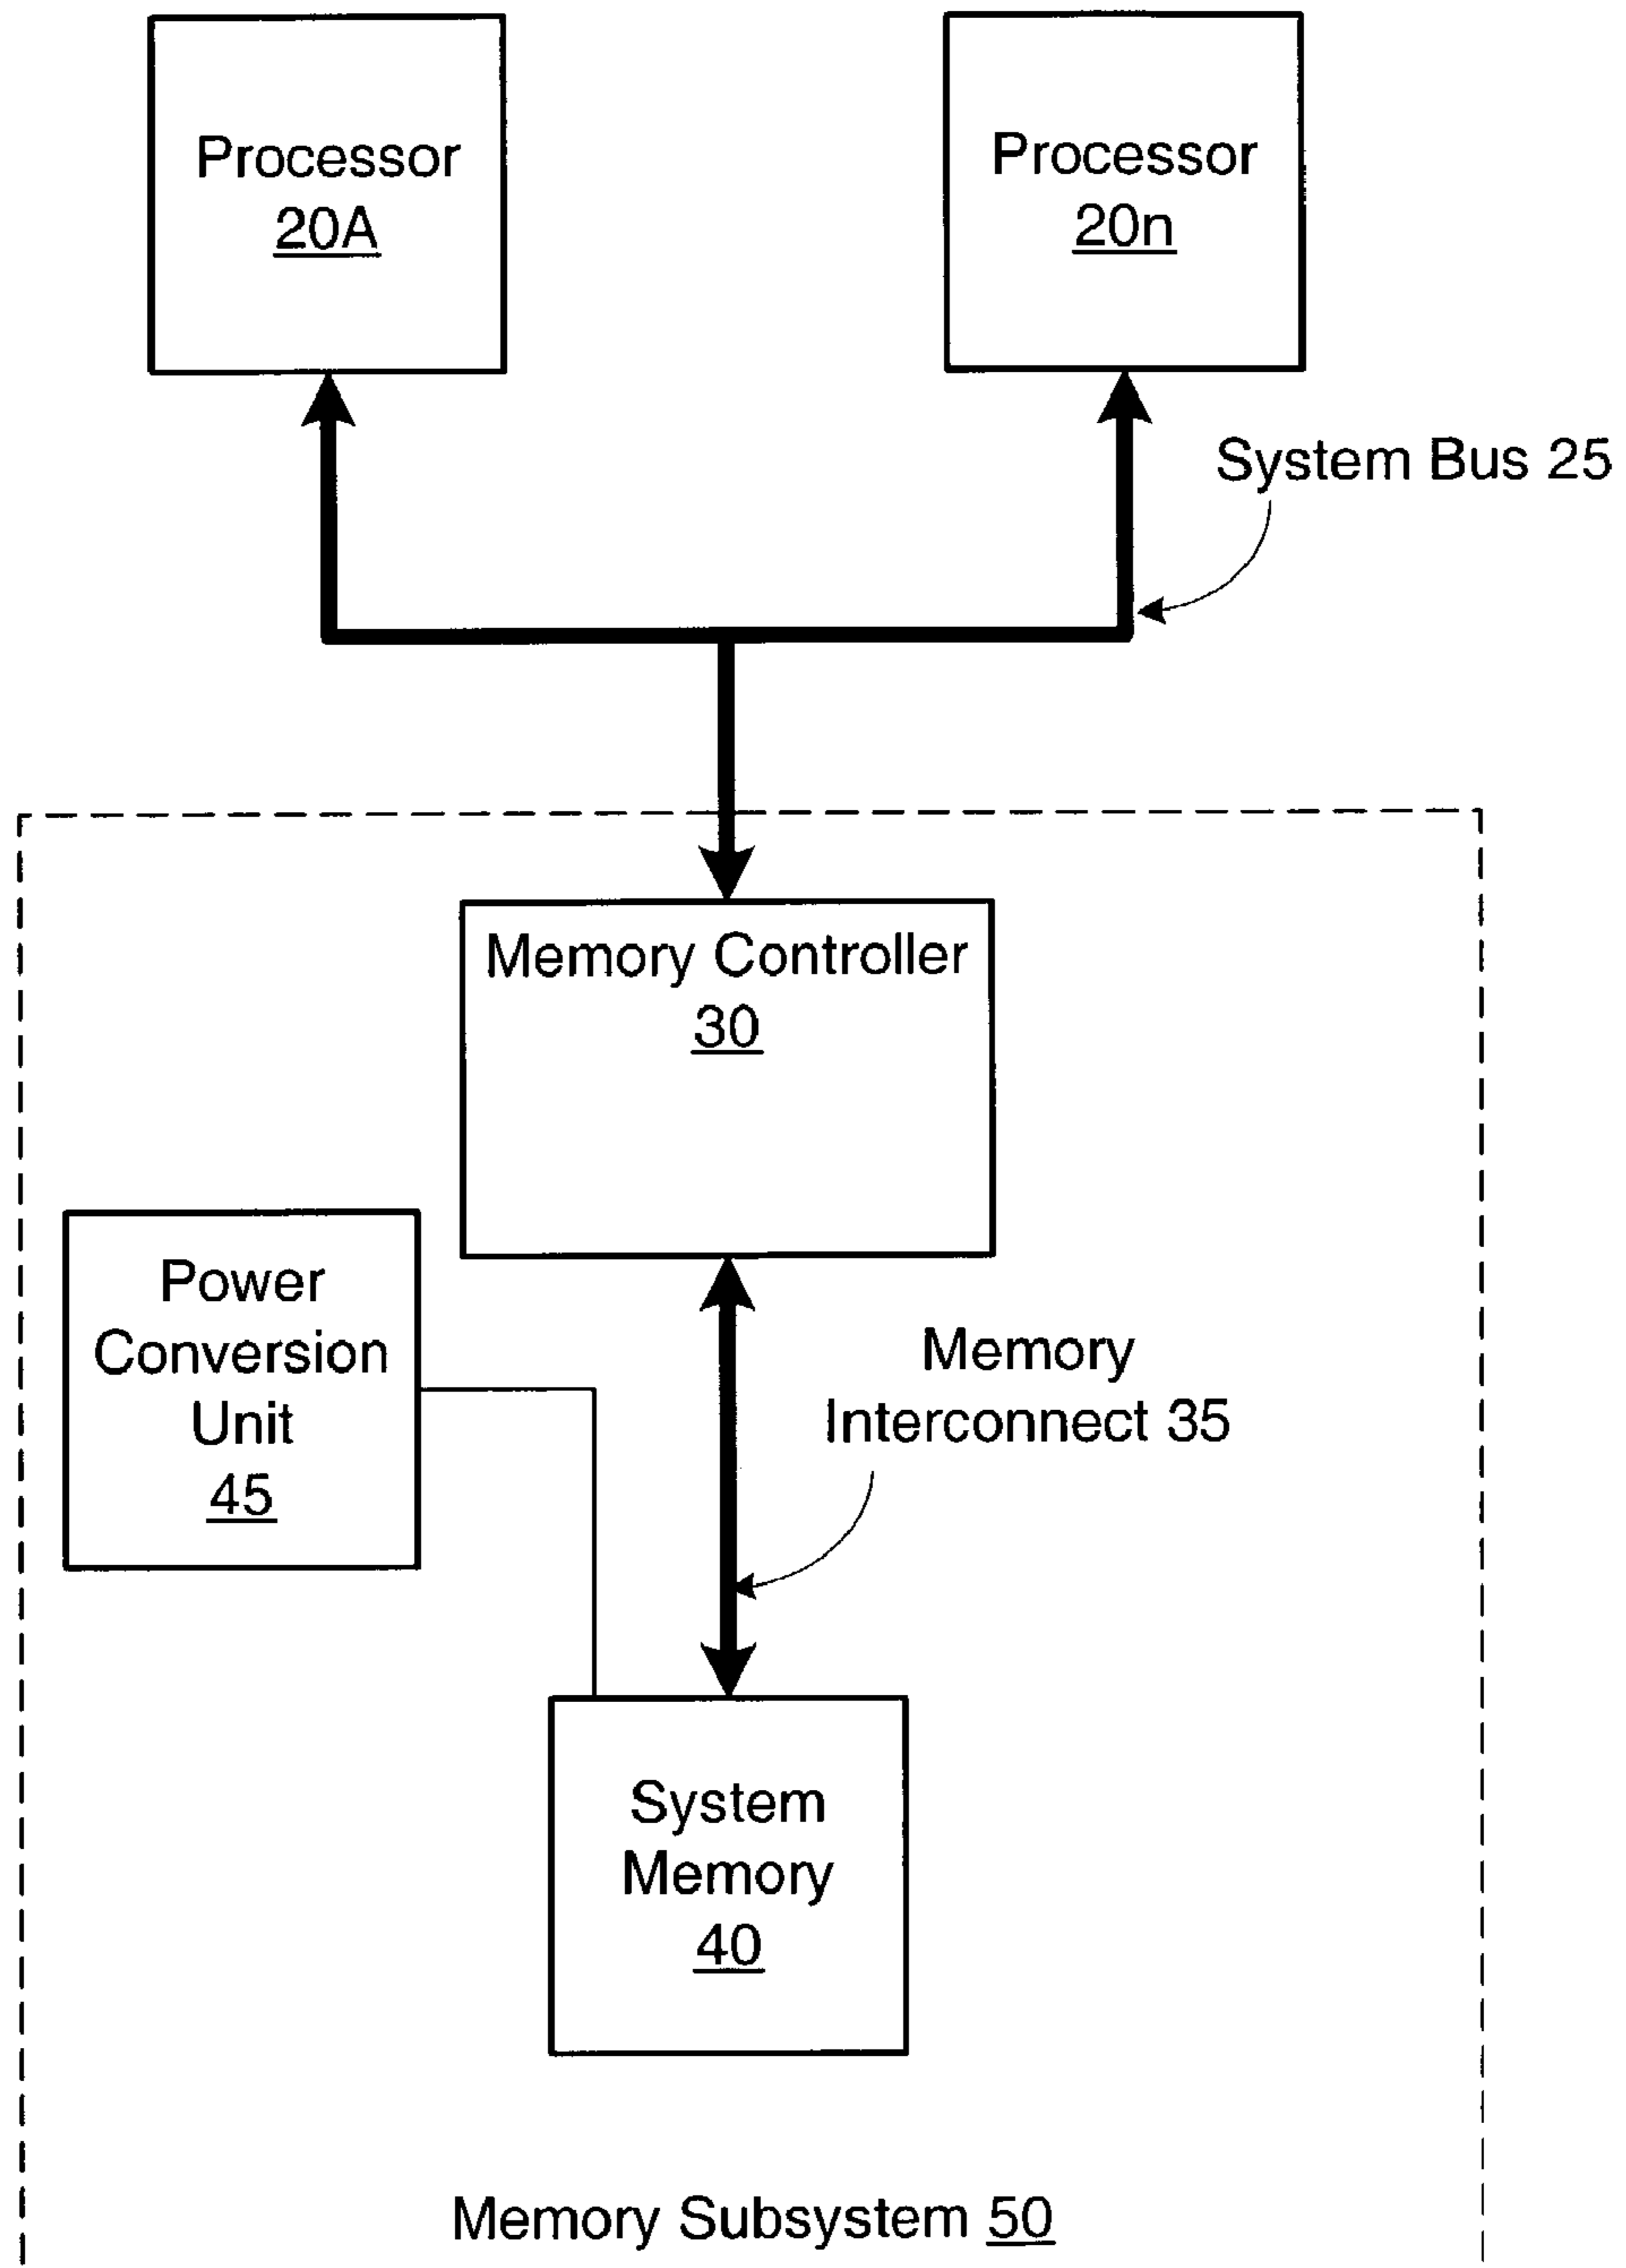 Processor
20A
Processor
20n
System Bus 25
Memory Controller
30
Power
Conversion
Unit
45
Memory
Interconnect 35
System
Memory
40
Memory Subsystem 50